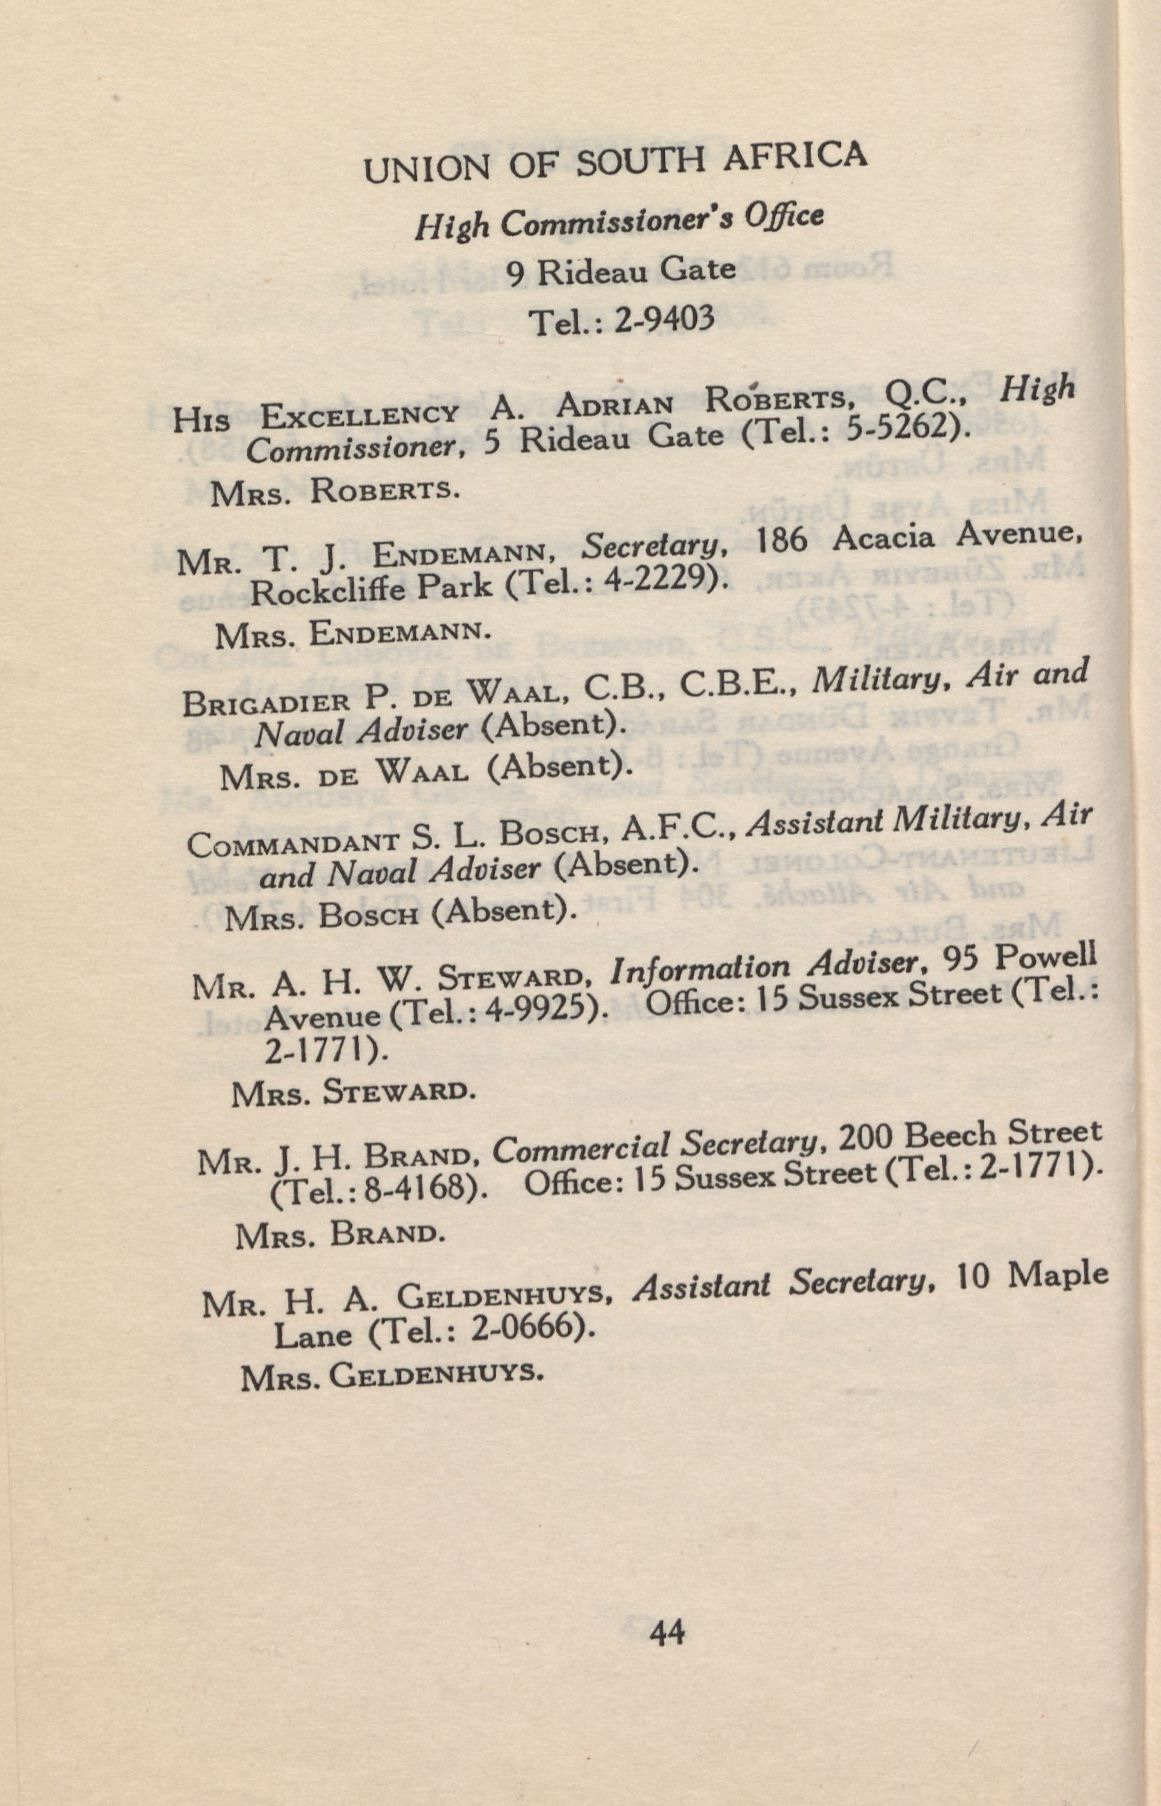 UNION OF SOUTH AFRICA
High Commissioner's Office
9 Rideau Gate
Tel.: 2-9403
HIS EXCELLENCY A. ADRIAN ROBERTS, Q.C., High
Commissioner, 5 Rideau Gate (Tel.: 5-5262).
MRS. ROBERTS.
MR. T. J. ENDEMANN, Secretary, 186 Acacia Avenue,
Rockcliffe Park (Tel.: 4-2229).
MRS. ENDEMANN.
BRIGADIER P. DE WAAL, C.B., C.B.E., Military, Air and
Naval Adviser (Absent).
MRS. DE WAAL (Absent).
COMMANDANT S. L. BOSCH, A.F.C., Assistant Military, Air
and Naval Adviser (Absent).
MRS. BOSCH (Absent).
MR. A. H. W. STEWARD, Information Adviser, 95 Powell
Avenue (Tel.: 4-9925). Office: 15 Sussex Street (Tel.:
2-1771).
MRS. STEWARD.
MR. J. H. BRAND, Commercial Secretary, 200 Beech Street
(Tel.: 8-4168). Office: 15 Sussex Street (Tel.: 2-1771).
MRS. BRAND.
MR. H. A. GELDENHUYS, Assistant Secretary, 10 Maple
Lane (Tel.: 2-0666).
MRS. GELDENHUYS.
44